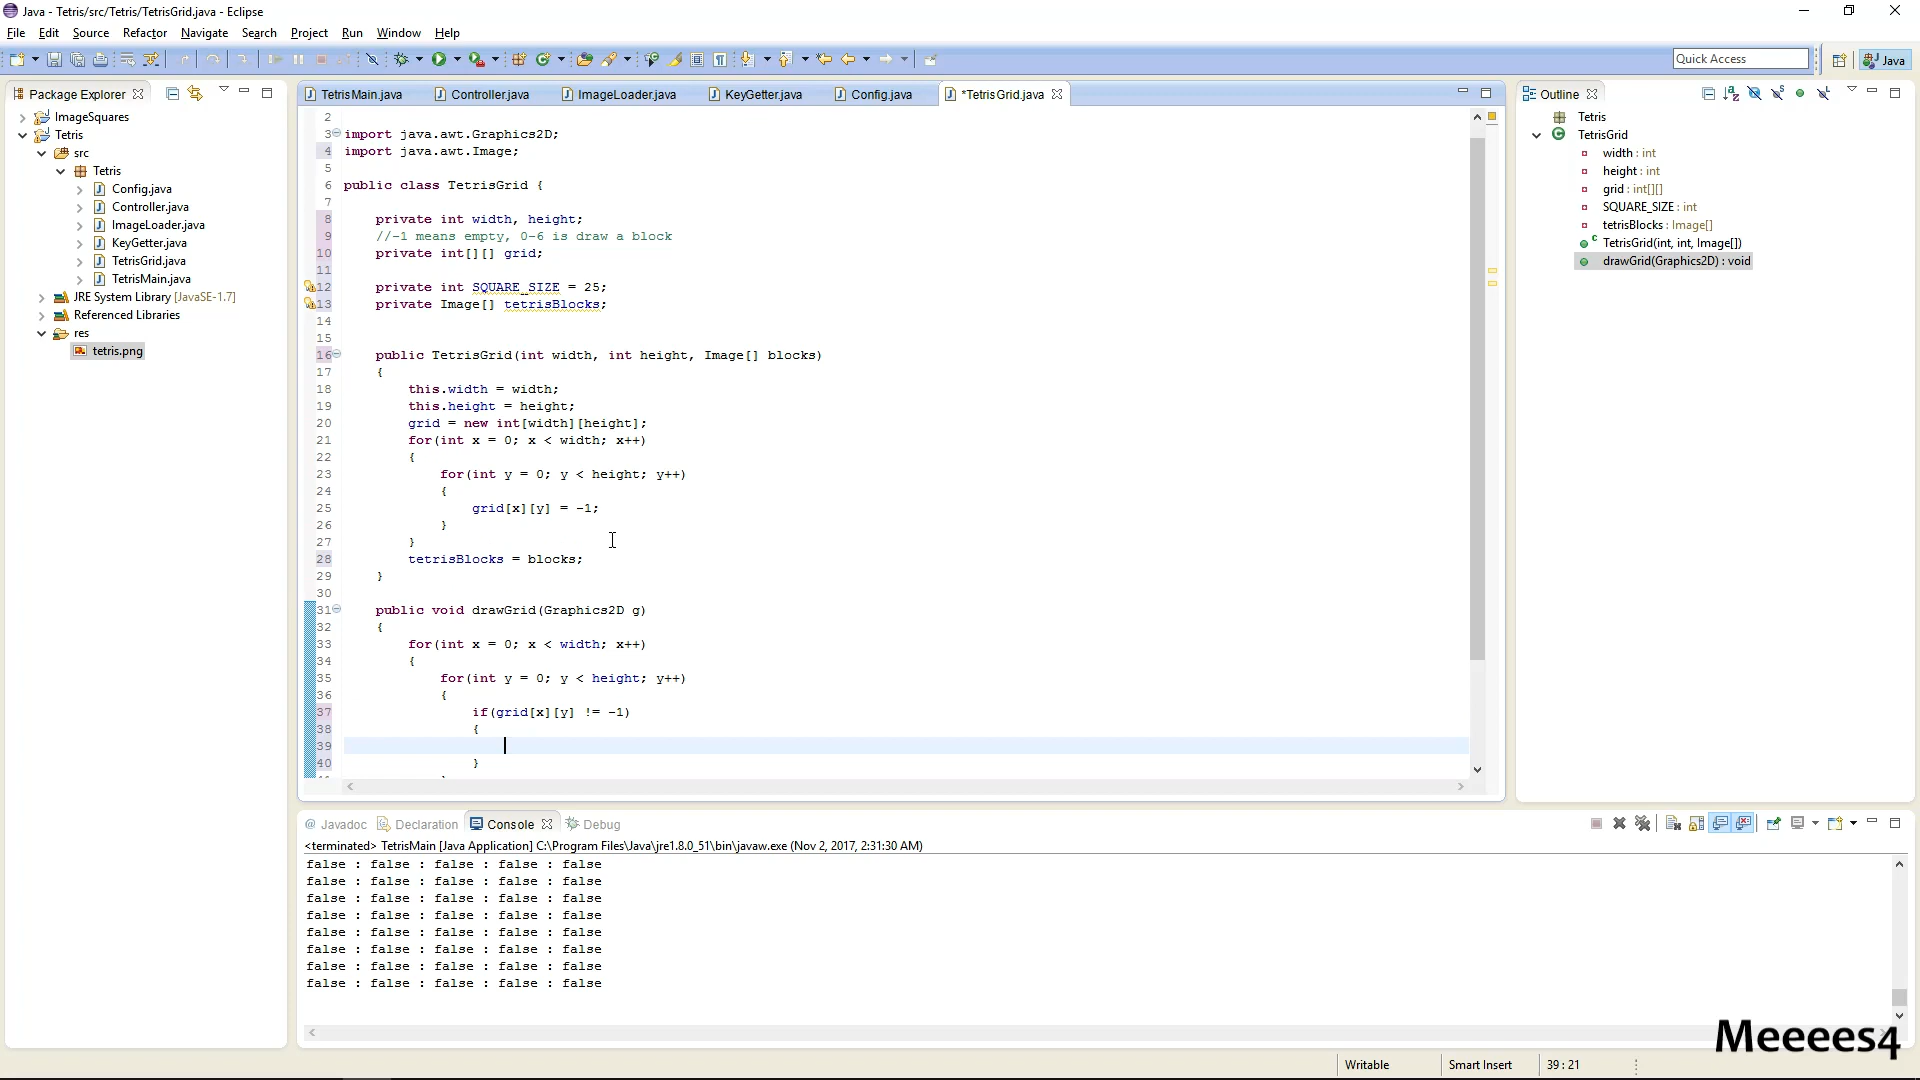 Java - Tetris/src/Tetris/TetrisGrid.java - Eclipse
File Edit Source Refactor Navigate Search Project Run Window Help
Quick Access
Java
Package Explorer
ImageSquares
Tetris
src
Tetris
Config.java
Controller.java
ImageLoader.java
KeyGetter.java
TetrisGrid.java
TetrisMain.java
JRE System Library [JavaSE-1.7]
Referenced Libraries
res
tetris.png
TetrisMain.java Controller.java ImageLoader.java KeyGetter.java Config.java *TetrisGrid.java
2
3 import java.awt.Graphics2D;
4 import java.awt.Image;
5
6 public class TetrisGrid {
7
8 private int width, height;
9 //-1 means empty, 0-6 is draw a block
10 private int[][] grid;
11
12 private int SQUARE_SIZE = 25;
13 private Image[] tetrisBlocks;
14
15
16 public TetrisGrid(int width, int height, Image[] blocks)
17 {
18 this.width = width;
19 this.height = height;
20 grid = new int[width][height];
21 for(int x = 0; x < width; x++)
22 {
23 for(int y = 0; y < height; y++)
24 {
25 grid[x][y] = -1;
26 }
27 }
28 tetrisBlocks = blocks;
29 }
30
31 public void drawGrid(Graphics2D g)
32 {
33 for(int x = 0; x < width; x++)
34 {
35 for(int y = 0; y < height; y++)
36 {
37 if(grid[x][y] != -1)
38 {
39
40 }
Outline
Tetris
TetrisGrid
width : int
height : int
grid : int[][]
SQUARE_SIZE : int
tetrisBlocks : Image[]
TetrisGrid(int, int, Image[])
drawGrid(Graphics2D) : void
@ Javadoc Declaration Console Debug
<terminated> TetrisMain [Java Application] C:\Program Files\Java\jre1.8.0_51\bin\javaw.exe (Nov 2, 2017, 2:31:30 AM)
false : false : false : false : false
false : false : false : false : false
false : false : false : false : false
false : false : false : false : false
false : false : false : false : false
false : false : false : false : false
false : false : false : false : false
false : false : false : false : false
Meeees4
Writable Smart Insert 39 : 21